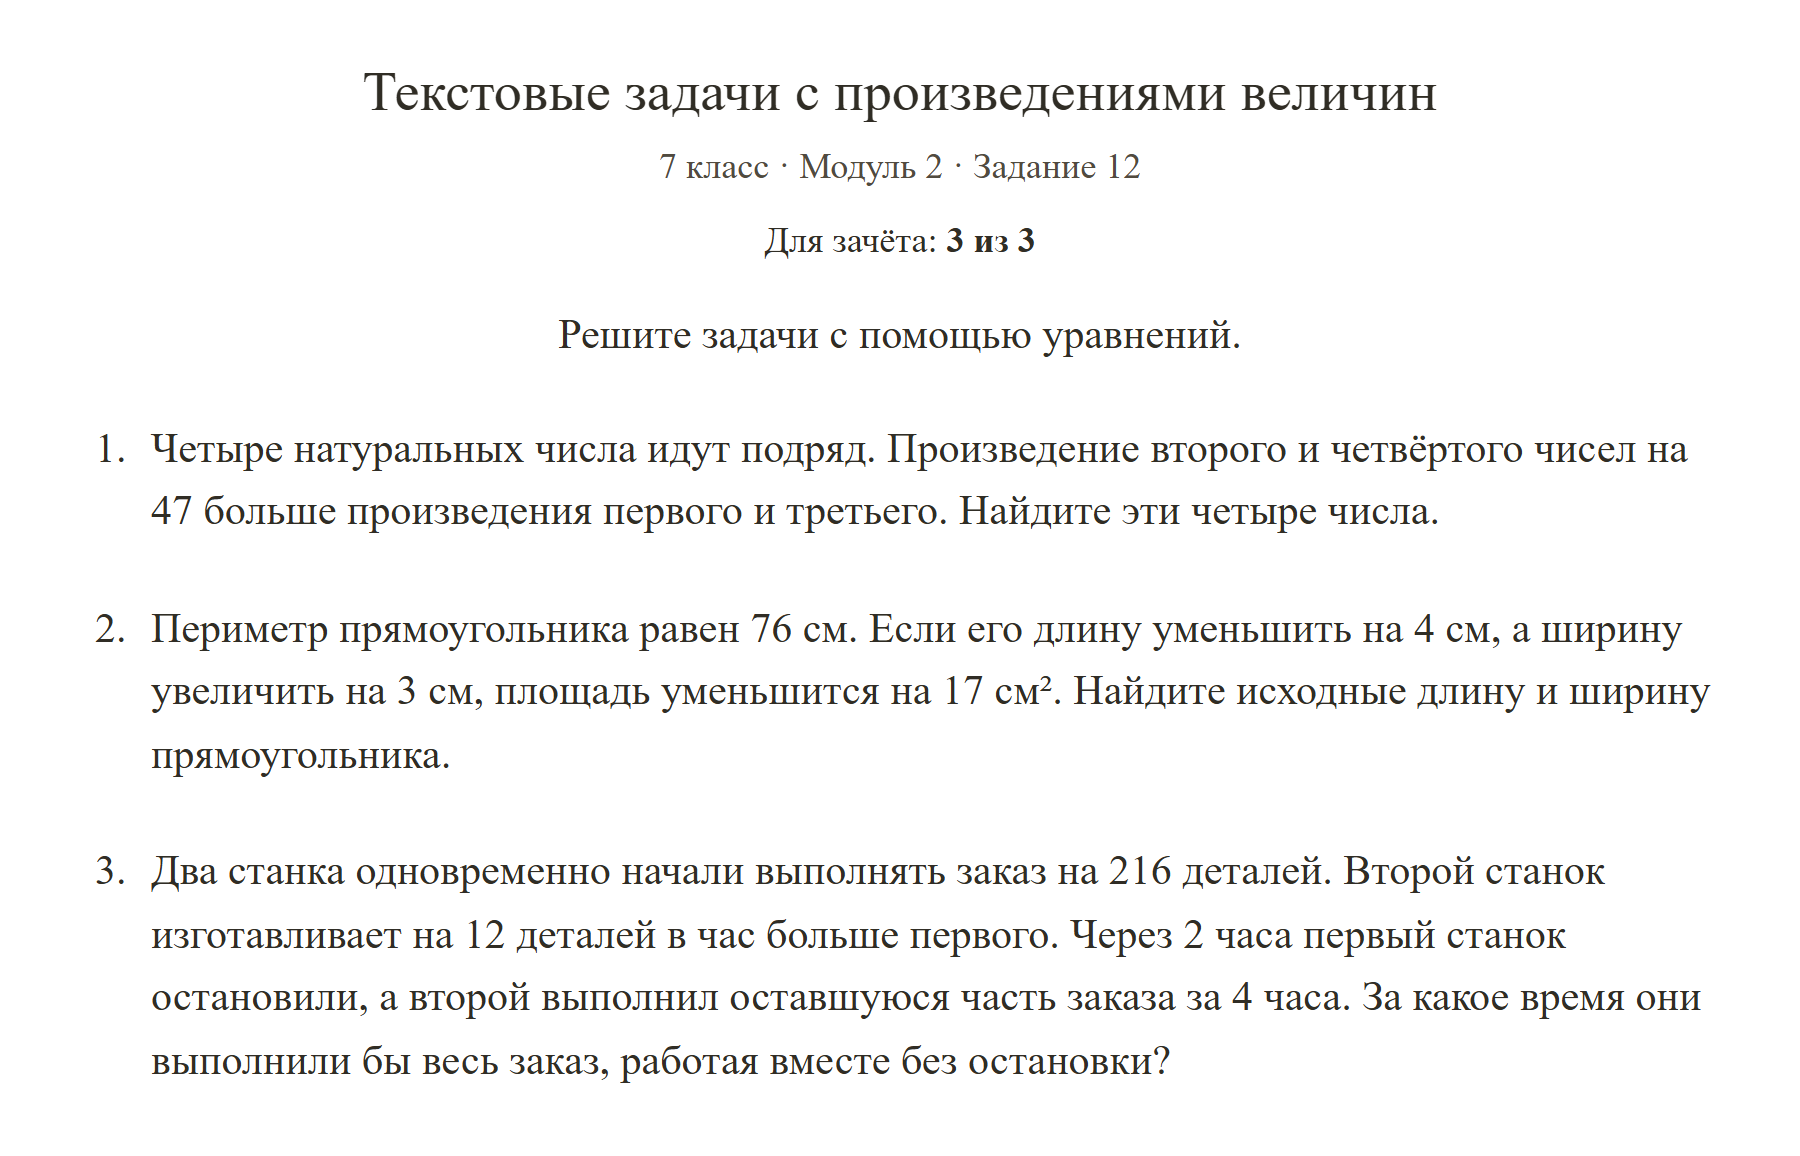 Текстовые задачи с произведениями величин
7 класс · Модуль 2 · Задание 12
Для зачёта: 3 из 3
Решите задачи с помощью уравнений.
1. Четыре натуральных числа идут подряд. Произведение второго и четвёртого чисел на
47 больше произведения первого и третьего. Найдите эти четыре числа.
2. Периметр прямоугольника равен 76 см. Если его длину уменьшить на 4 см, а ширину
увеличить на 3 см, площадь уменьшится на 17 см². Найдите исходные длину и ширину
прямоугольника.
3. Два станка одновременно начали выполнять заказ на 216 деталей. Второй станок
изготавливает на 12 деталей в час больше первого. Через 2 часа первый станок
остановили, а второй выполнил оставшуюся часть заказа за 4 часа. За какое время они
выполнили бы весь заказ, работая вместе без остановки?